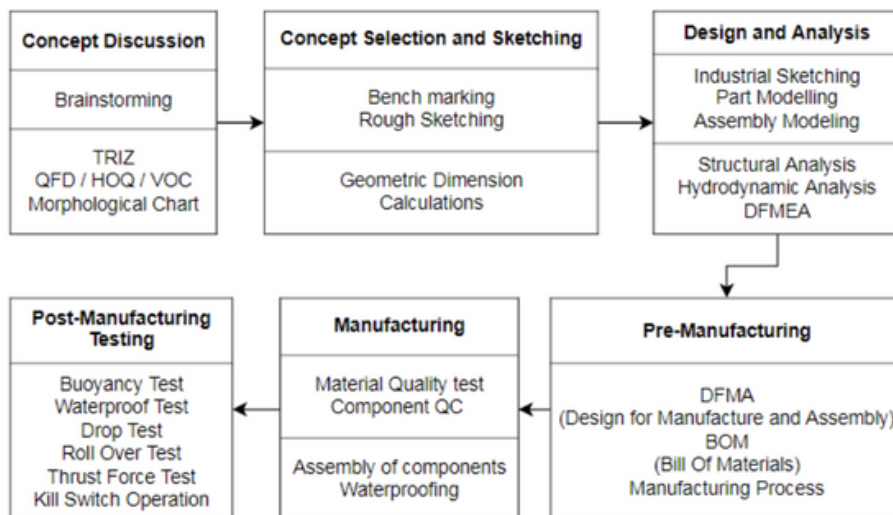 Concept Discussion
Brainstorming
TRIZ
QFD / HOQ / VOC
Morphological Chart
Concept Selection and Sketching
Bench marking
Rough Sketching
Geometric Dimension
Calculations
Design and Analysis
Industrial Sketching
Part Modelling
Assembly Modeling
Structural Analysis
Hydrodynamic Analysis
DFMEA
Pre-Manufacturing
DFMA
(Design for Manufacture and Assembly)
BOM
(Bill Of Materials)
Manufacturing Process
Manufacturing
Material Quality test
Component QC
Assembly of components
Waterproofing
Post-Manufacturing
Testing
Buoyancy Test
Waterproof Test
Drop Test
Roll Over Test
Thrust Force Test
Kill Switch Operation